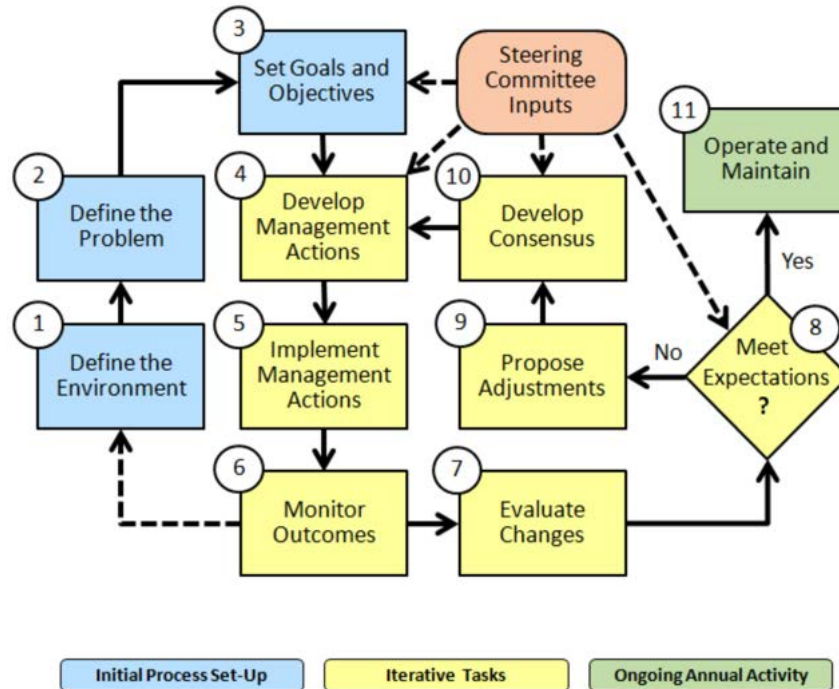 3
Set Goals and
Objectives
Steering
Committee
Inputs
11
Operate and
Maintain
2
Define the
Problem
4
Develop
Management
Actions
10
Develop
Consensus
Yes
1
Define the
Environment
5
Implement
Management
Actions
9
Propose
Adjustments
No
8
Meet
Expectations
?
6
Monitor
Outcomes
7
Evaluate
Changes
Initial Process Set-Up
Iterative Tasks
Ongoing Annual Activity